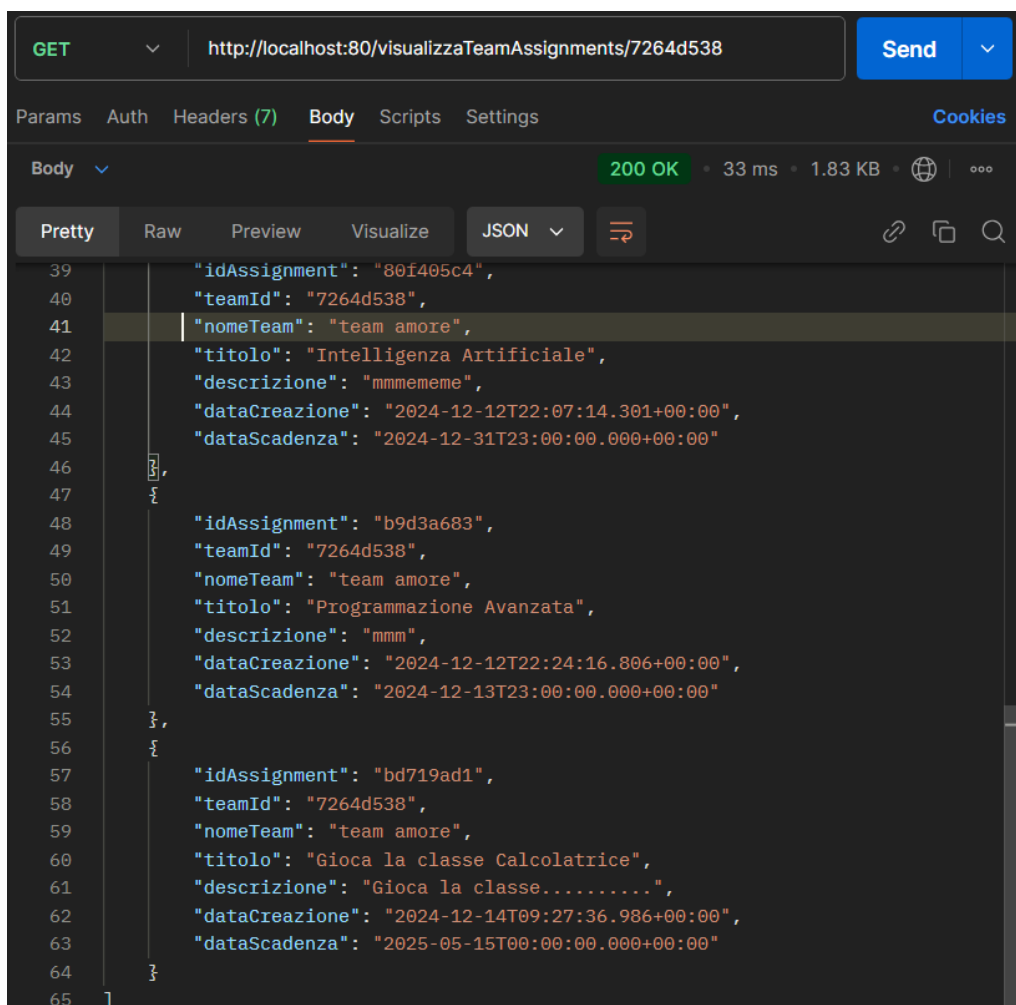 GET http://localhost:80/visualizzaTeamAssignments/7264d538 Send
Params Auth Headers (7) Body Scripts Settings Cookies
Body 200 OK • 33 ms • 1.83 KB •
Pretty Raw Preview Visualize JSON
39 "idAssignment": "80f405c4",
40 "teamId": "7264d538",
41 "nomeTeam": "team amore",
42 "titolo": "Intelligenza Artificiale",
43 "descrizione": "mmmememe",
44 "dataCreazione": "2024-12-12T22:07:14.301+00:00",
45 "dataScadenza": "2024-12-31T23:00:00.000+00:00"
46 },
47 {
48 "idAssignment": "b9d3a683",
49 "teamId": "7264d538",
50 "nomeTeam": "team amore",
51 "titolo": "Programmazione Avanzata",
52 "descrizione": "mmm",
53 "dataCreazione": "2024-12-12T22:24:16.806+00:00",
54 "dataScadenza": "2024-12-13T23:00:00.000+00:00"
55 },
56 {
57 "idAssignment": "bd719ad1",
58 "teamId": "7264d538",
59 "nomeTeam": "team amore",
60 "titolo": "Gioca la classe Calcolatrice",
61 "descrizione": "Gioca la classe..........",
62 "dataCreazione": "2024-12-14T09:27:36.986+00:00",
63 "dataScadenza": "2025-05-15T00:00:00.000+00:00"
64 }
65 ]